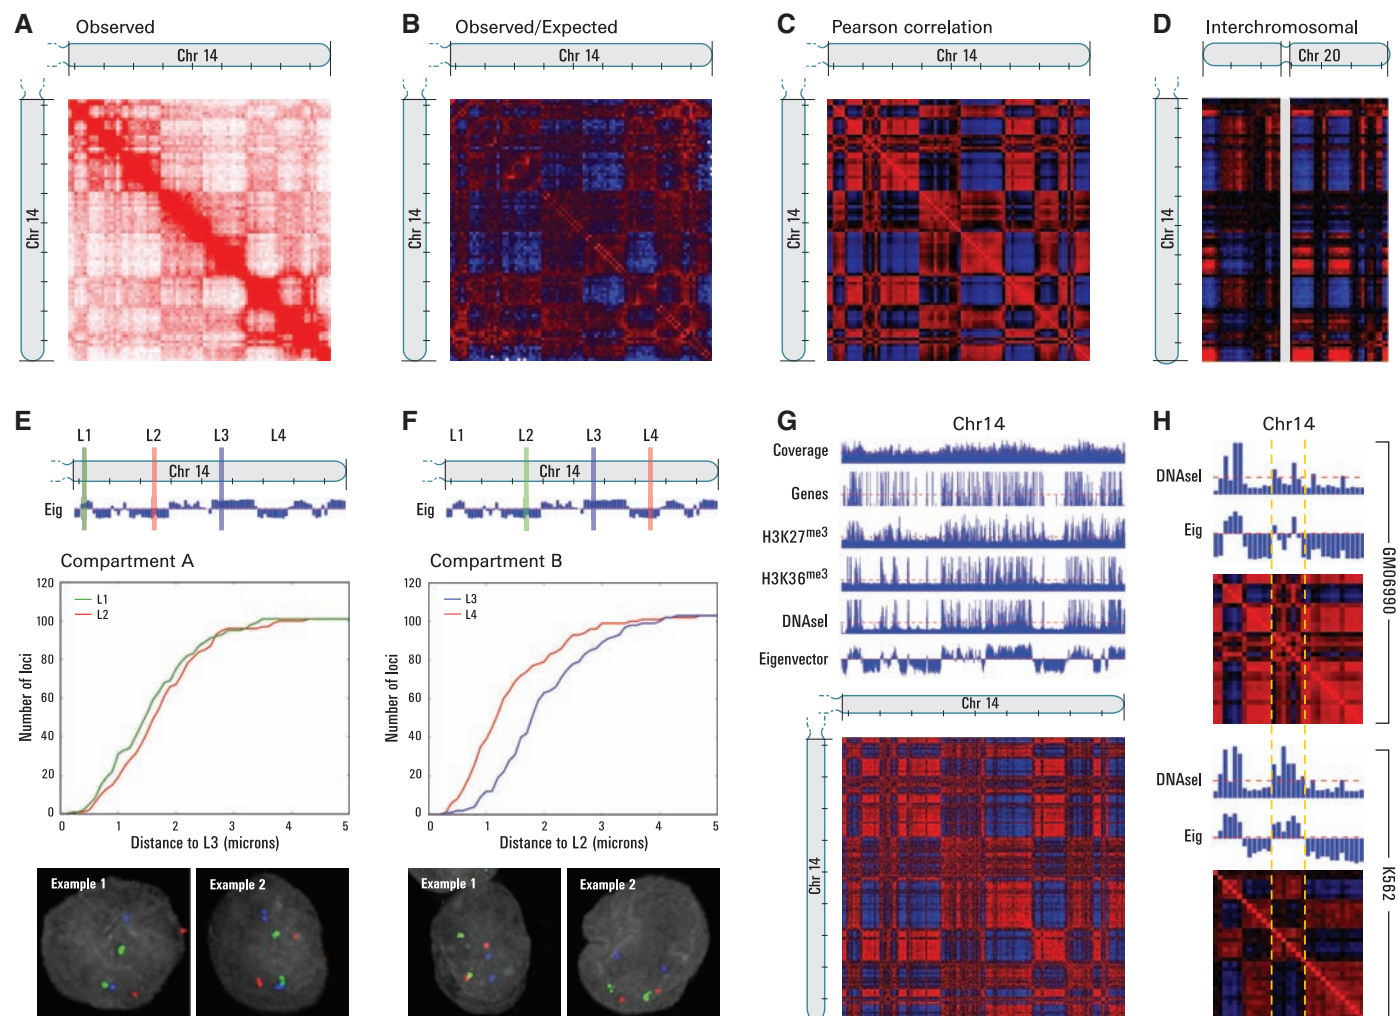 A Observed
B Observed/Expected
C Pearson correlation
D Interchromosomal
Chr 14
Chr 14
Chr 14
Chr 20
Chr 14
Chr 14
Chr 14
Chr 14
E
L1 L2 L3 L4
Chr 14
Eig
F
L1 L2 L3 L4
Chr 14
Eig
Compartment A
120
100
80
60
40
20
0
Number of loci
L1
L2
0 1 2 3 4 5
Distance to L3 (microns)
Example 1
Example 2
Compartment B
120
100
80
60
40
20
0
Number of loci
L3
L4
0 1 2 3 4 5
Distance to L2 (microns)
Example 1
Example 2
G Chr14
Coverage
Genes
H3K27me3
H3K36me3
DNAseI
Eigenvector
Chr 14
Chr 14
H Chr14
DNAseI
Eig
GM06990
DNAseI
Eig
K562